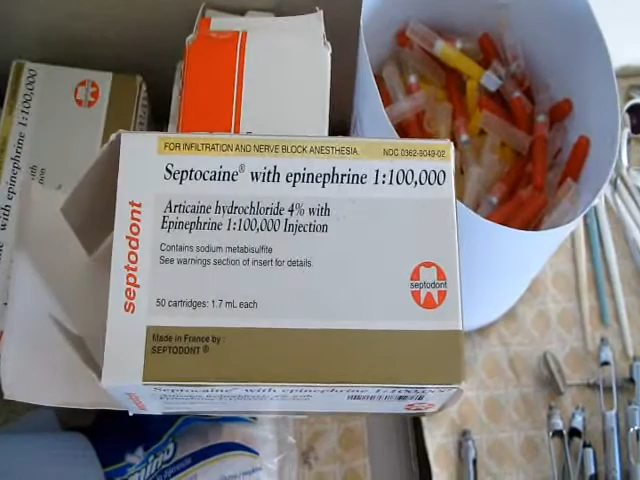 FOR INFILTRATION AND NERVE BLOCK ANESTHESIA. NDC 0362-9049-02
Septocaine® with epinephrine 1:100,000
Articaine hydrochloride 4% with
Epinephrine 1:100,000 Injection
Contains sodium metabisulfite
See warnings section of insert for details.
septodont
septodont
50 cartridges: 1.7 mL each
Made in France by :
SEPTODONT®
Septocaine® with epinephrine 1:100,000
with epinephrine 1:100,000